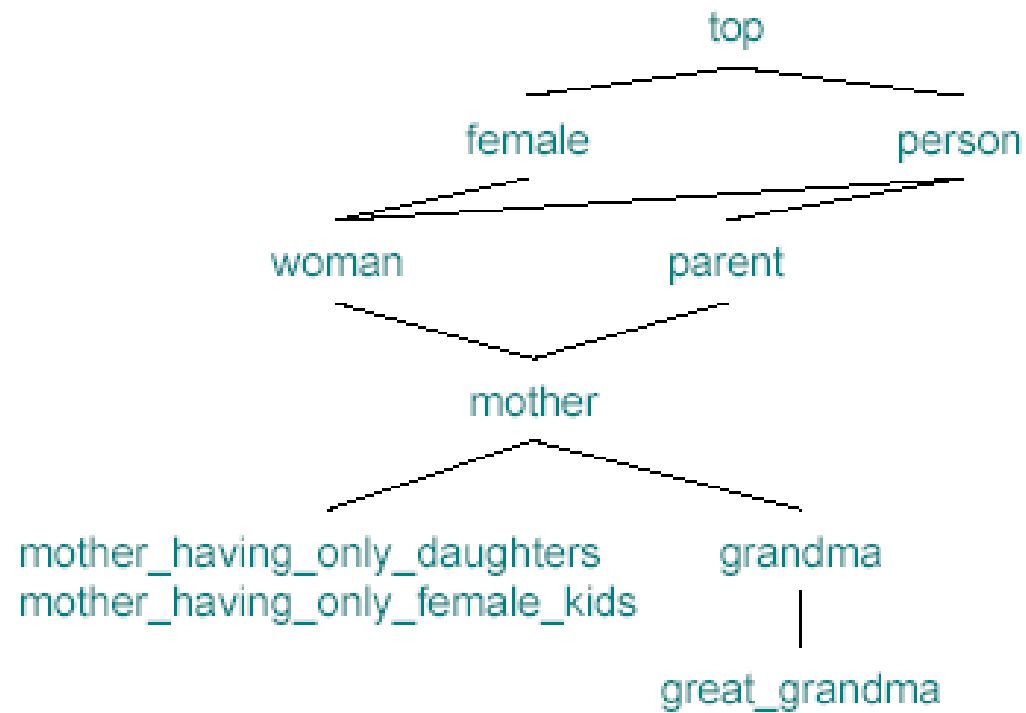 top
female person
woman parent
mother
mother_having_only_daughters grandma
mother_having_only_female_kids
great_grandma